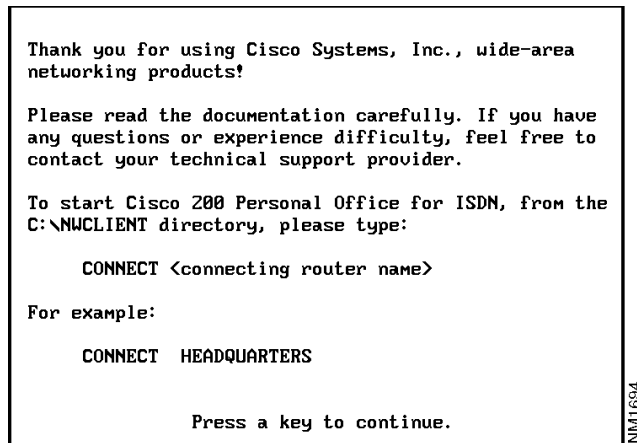 Thank you for using Cisco Systems, Inc., wide-area
networking products!
Please read the documentation carefully. If you have
any questions or experience difficulty, feel free to
contact your technical support provider.
To start Cisco 200 Personal Office for ISDN, from the
C:\NWCLIENT directory, please type:
CONNECT <connecting router name>
For example:
CONNECT HEADQUARTERS
Press a key to continue.
NM1694